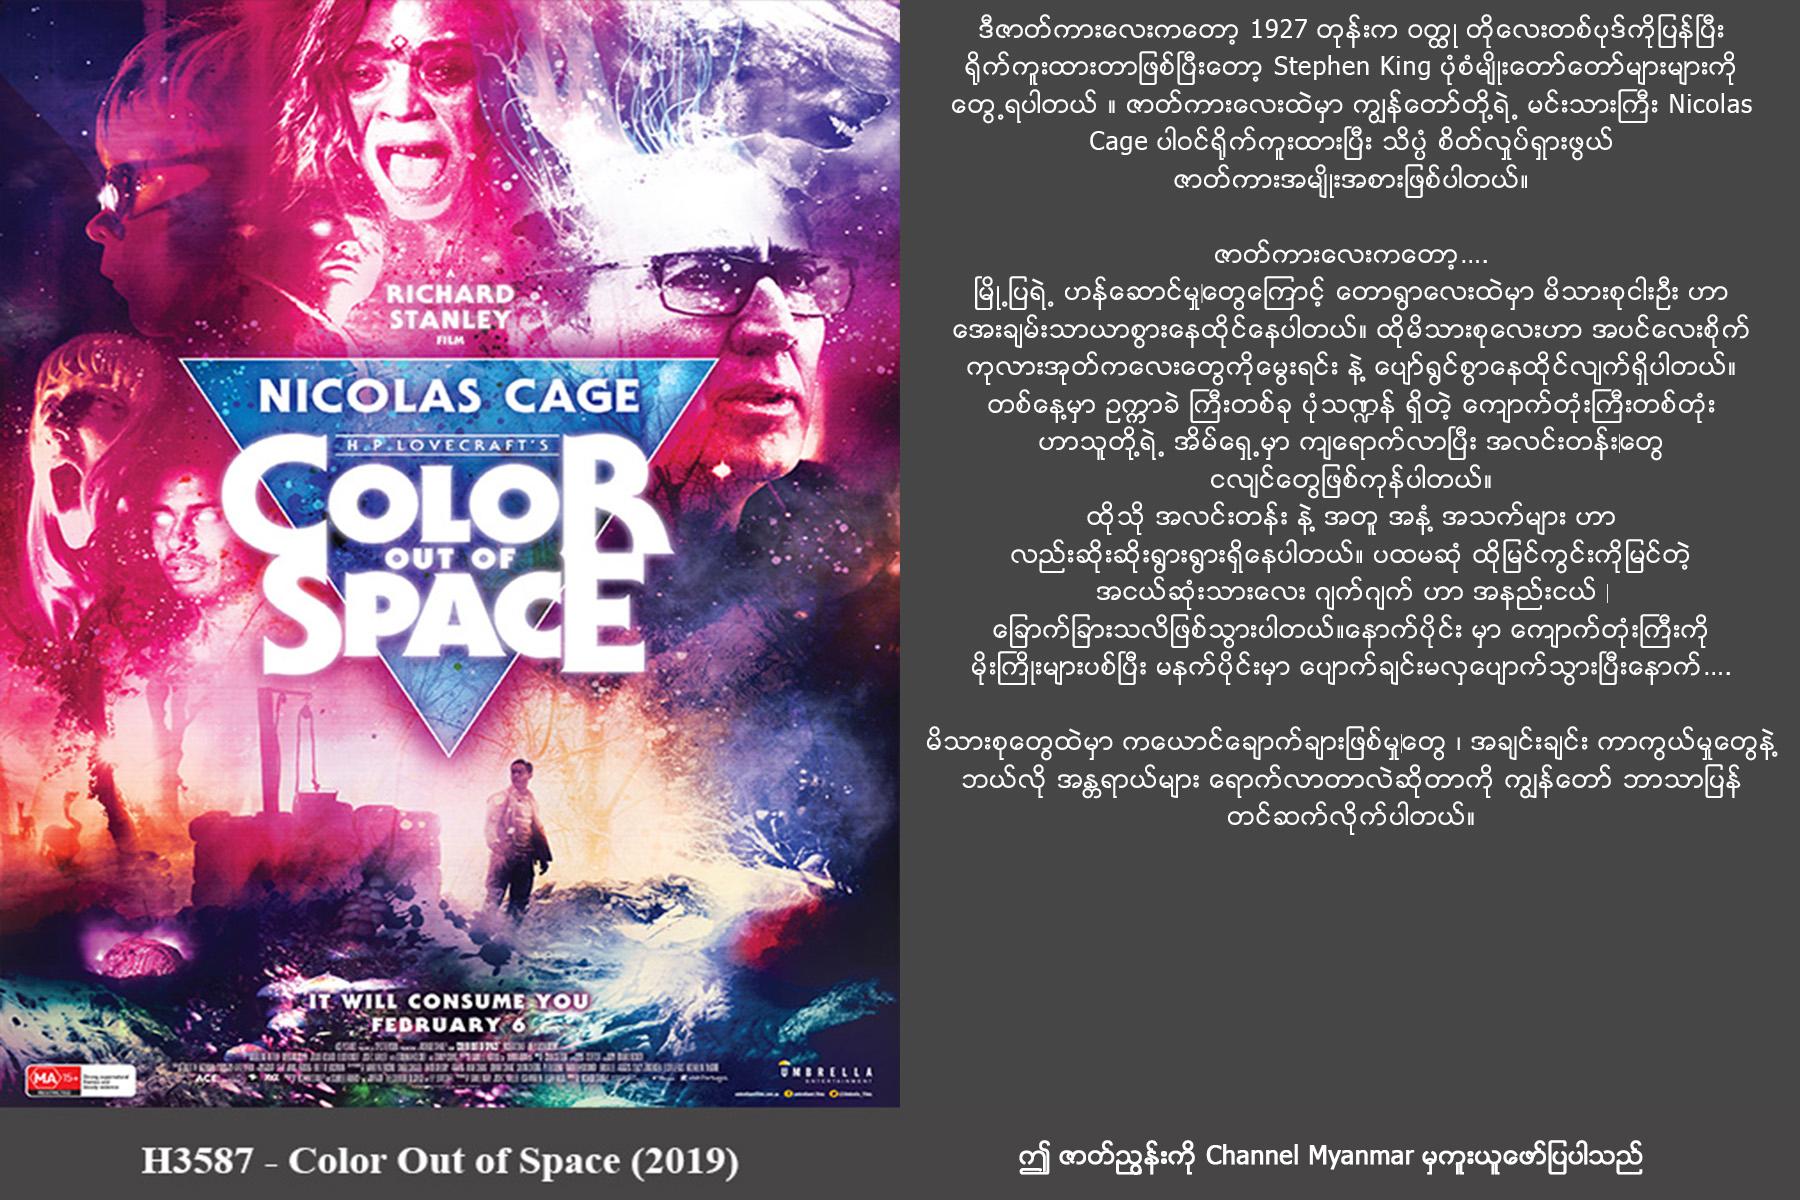 A
RICHARD
STANLEY
FILM
NICOLAS CAGE
H.P. LOVECRAFT'S
COLOR
OUT OF
SPACE
IT WILL CONSUME YOU
FEBRUARY 6
MA 15+
ACE
UMBRELLA
ENTERTAINMENT
H3587 - Color Out of Space (2019)
ဒီဇာတ်ကားလေးကတော့ 1927 တုန်းက ဝတ္ထု တိုလေးတစ်ပုဒ်ကိုပြန်ပြီး
ရိုက်ကူးထားတာဖြစ်ပြီးတော့ Stephen King ပုံစံမျိုးတော်တော်များများကို
တွေ့ရပါတယ် ။ ဇာတ်ကားလေးထဲမှာ ကျွန်တော်တို့ရဲ့ မင်းသားကြီး Nicolas
Cage ပါဝင်ရိုက်ကူးထားပြီး သိပ္ပံ စိတ်လှုပ်ရှားဖွယ်
ဇာတ်ကားအမျိုးအစားဖြစ်ပါတယ်။
ဇာတ်ကားလေးကတော့....
မြို့ပြရဲ့ ဟန်ဆောင်မှုတွေကြောင့် တောရွာလေးထဲမှာ မိသားစုငါးဦး ဟာ
အေးချမ်းသာယာစွားနေထိုင်နေပါတယ်။ ထိုမိသားစုလေးဟာ အပင်လေးစိုက်
ကုလားအုတ်ကလေးတွေကိုမွေးရင်း နဲ့ ပျော်ရွှင်စွာနေထိုင်လျက်ရှိပါတယ်။
တစ်နေ့မှာ ဥက္ကာခဲ ကြီးတစ်ခု ပုံသဏ္ဍန် ရှိတဲ့ ကျောက်တုံးကြီးတစ်တုံး
ဟာသူတို့ရဲ့ အိမ်ရှေ့မှာ ကျရောက်လာပြီး အလင်းတန်းတွေ
လျင်တွေဖြစ်ကုန်ပါတယ်။
ထိုသို အလင်းတန်း နဲ့ အတူ အနံ့ အသက်များ ဟာ
လည်းဆိုးဆိုးရွားရွားရှိနေပါတယ်။ ပထမဆုံ ထိုမြင်ကွင်းကိုမြင်တဲ့
အငယ်ဆုံးသားလေး ဂျက်ဂျက် ဟာ အနည်းငယ်
ခြောက်ခြားသလိဖြစ်သွားပါတယ်။နောက်ပိုင်း မှာ ကျောက်တုံးကြီးကို
မိုးကြိုးများပစ်ပြီး မနက်ပိုင်းမှာ ပျောက်ချင်းမလှပျောက်သွားပြီးနောက်....
မိသားစုတွေထဲမှာ ကယောင်ချောက်ချားဖြစ်မှုတွေ ၊ အချင်းချင်း ကာကွယ်မှုတွေနဲ့
ဘယ်လို အန္တရာယ်များ ရောက်လာတာလဲဆိုတာကို ကျွန်တော် ဘာသာပြန်
တင်ဆက်လိုက်ပါတယ်။
ဤ ဇာတ်ညွှန်းကို Channel Myanmar မှကူးယူဖော်ပြပါသည်